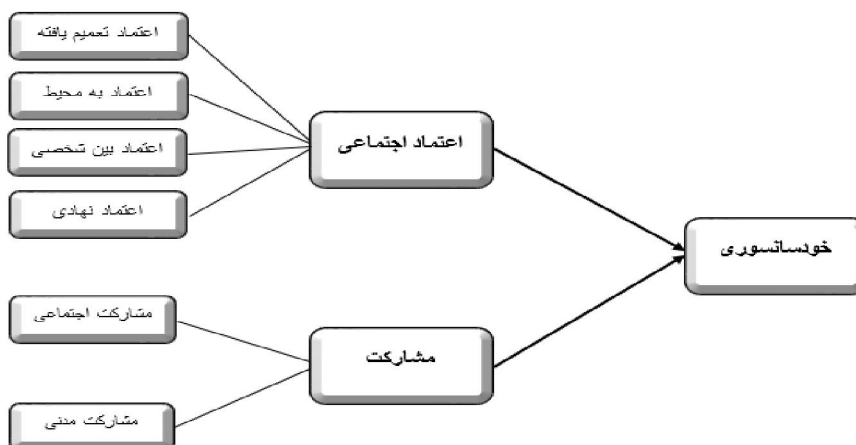 اعتماد تعمیم یافته
اعتماد به محیط
اعتماد بین شخصی
اعتماد نهادی
اعتماد اجتماعی
خودسانسوری
مشارکت اجتماعی
مشارکت
مشارکت مدنی